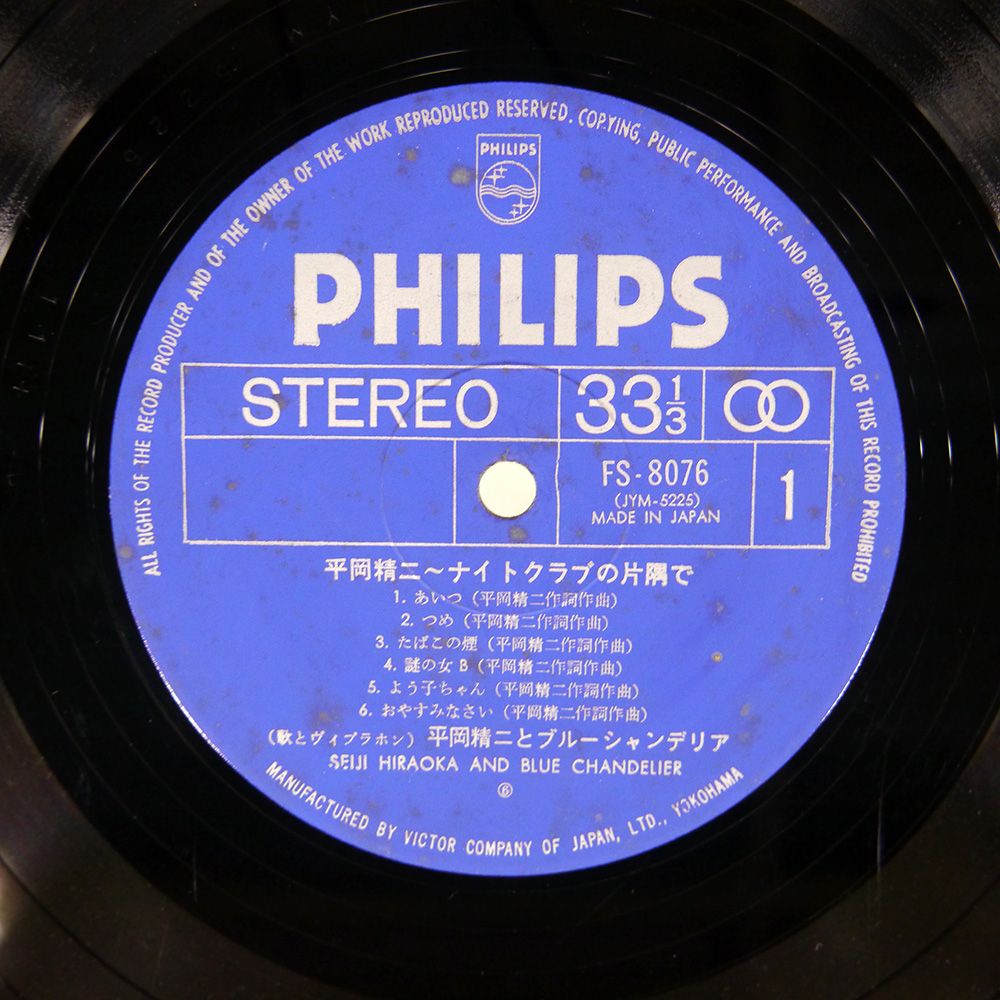 ALL RIGHTS OF THE RECORD PRODUCER AND OF THE OWNER OF THE WORK REPRODUCED RESERVED. COPYING, PUBLIC PERFORMANCE AND BROADCASTING OF THIS RECORD PROHIBITED
PHILIPS
PHILIPS
STEREO 33 1/3
FS-8076
(JYM-5225)
MADE IN JAPAN
1
平岡精二〜ナイトクラブの片隅で
1. あいつ (平岡精二作詞作曲)
2. つめ (平岡精二作詞作曲)
3. たばこの煙 (平岡精二作詞作曲)
4. 謎の女B (平岡精二作詞作曲)
5. よう子ちゃん (平岡精二作詞作曲)
6. おやすみなさい (平岡精二作詞作曲)
(歌とヴィブラホン) 平岡精二とブルーシャンデリア
SEIJI HIRAOKA AND BLUE CHANDELIER
MANUFACTURED BY VICTOR COMPANY OF JAPAN, LTD., YOKOHAMA